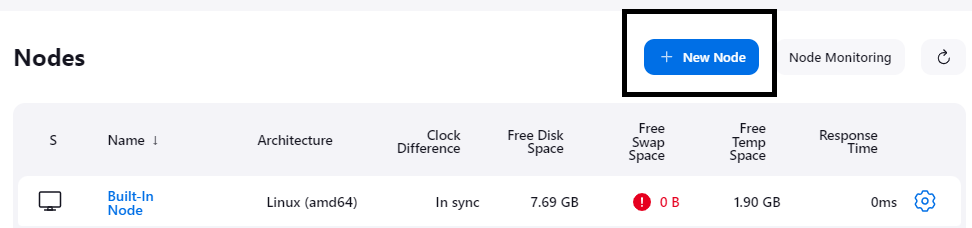 Nodes
+ New Node
Node Monitoring
S
Name ↓
Architecture
Clock
Difference
Free Disk
Space
Free
Swap
Space
Free
Temp
Space
Response
Time
Built-In
Node
Linux (amd64)
In sync
7.69 GB
! 0 B
1.90 GB
0ms